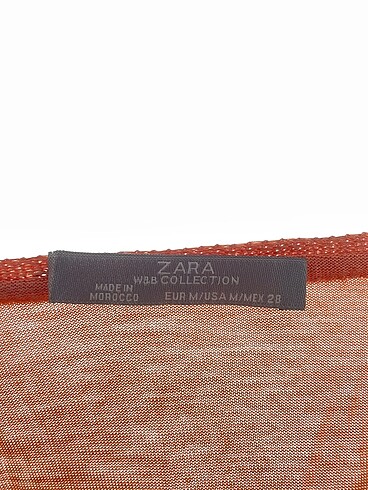 ZARA
W&B COLLECTION
MADE IN
MOROCCO
EUR M/USA M/MEX 28